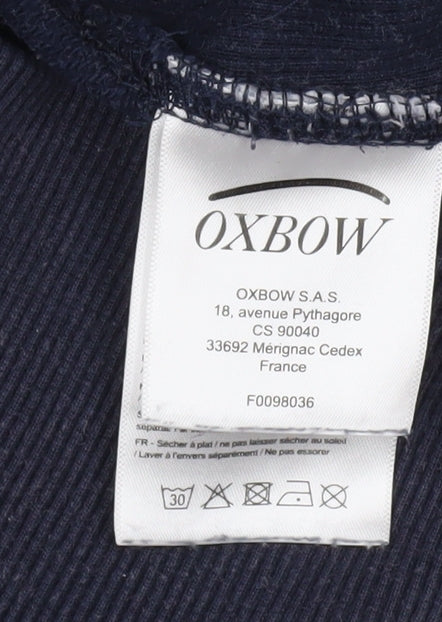 OXBOW
OXBOW S.A.S.
18, avenue Pythagore
CS 90040
33692 Mérignac Cedex
France
F0098036
FR - Sécher à plat / ne pas laisser sécher au soleil
/ Laver à l'envers séparément / Ne pas essorer
30